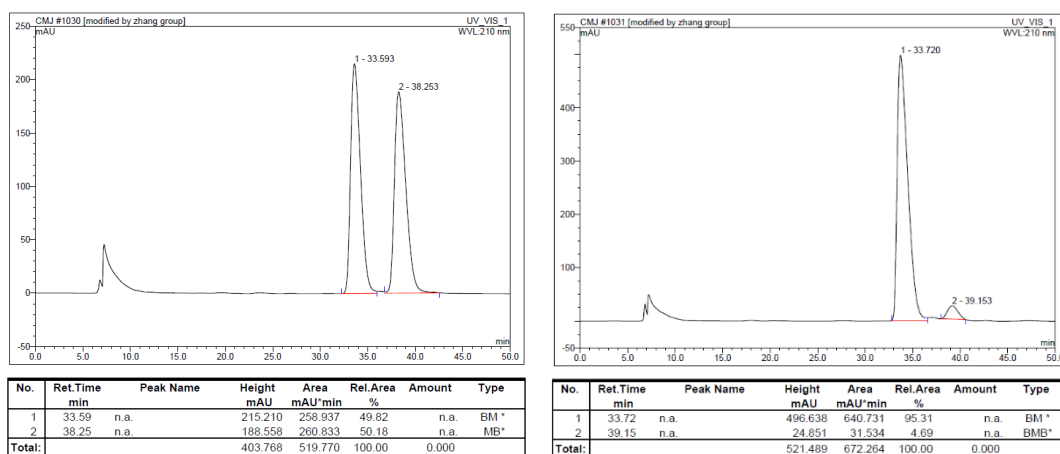 CMJ #1030 [modified by zhang group] UV_VIS_1
mAU WVL:210 nm
250
200
150
100
50
0
-50
1 - 33.593
2 - 38.253
min
0.0 5.0 10.0 15.0 20.0 25.0 30.0 35.0 40.0 45.0 50.0
No. Ret.Time Peak Name Height Area Rel.Area Amount Type
min mAU mAU*min %
1 33.59 n.a. 215.210 258.937 49.82 n.a. BM *
2 38.25 n.a. 188.558 260.833 50.18 n.a. MB*
Total: 403.768 519.770 100.00 0.000
CMJ #1031 [modified by zhang group] UV_VIS_1
mAU WVL:210 nm
550
400
300
200
100
-50
1 - 33.720
2 - 39.153
min
0.0 5.0 10.0 15.0 20.0 25.0 30.0 35.0 40.0 45.0 50.0
No. Ret.Time Peak Name Height Area Rel.Area Amount Type
min mAU mAU*min %
1 33.72 n.a. 496.638 640.731 95.31 n.a. BM *
2 39.15 n.a. 24.851 31.534 4.69 n.a. BMB*
Total: 521.489 672.264 100.00 0.000